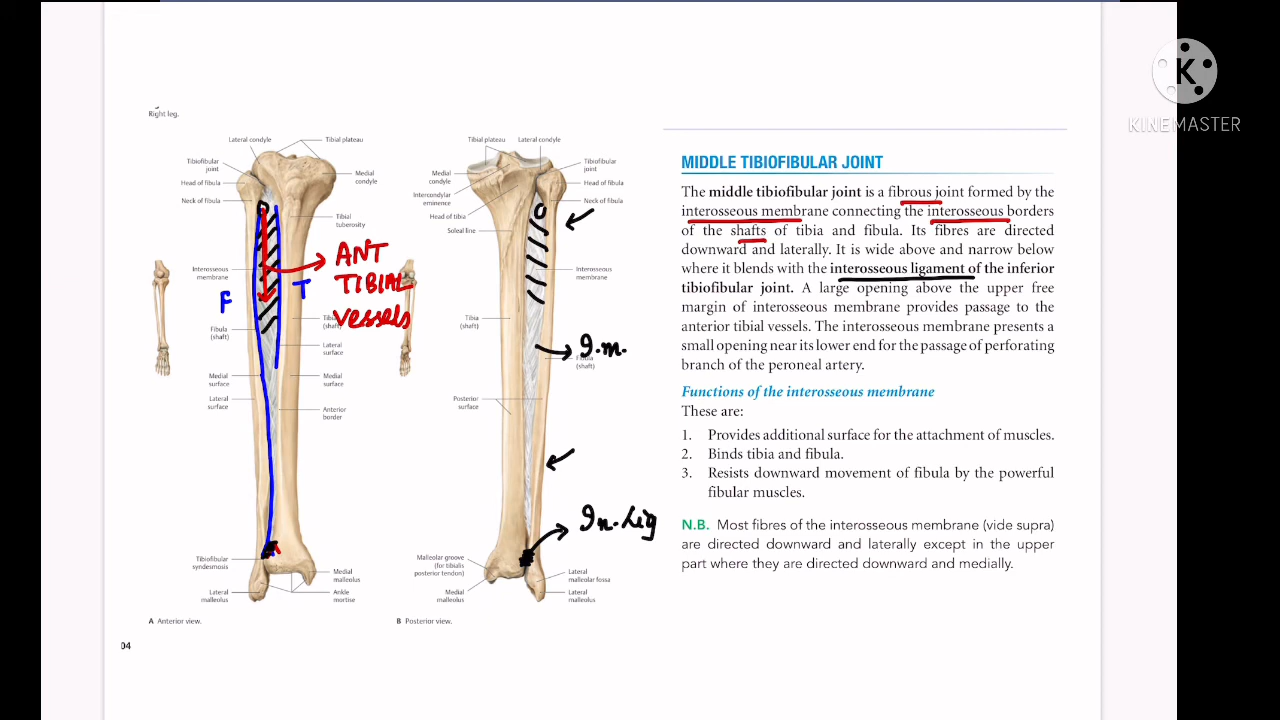 Right leg.
Lateral condyle
Tibial plateau
Tibiofibular
joint
Head of fibula
Neck of fibula
Medial
condyle
Tibial
tuberosity
Interosseous
membrane
ANT
TIBIAL
vessels
F
T
Fibula
(shaft)
(shaft)
Lateral
surface
Medial
surface
Medial
surface
Lateral
surface
Anterior
border
Tibiofibular
syndesmosis
Lateral
malleolus
Medial
malleolus
Ankle
mortise
A Anterior view.
Tibial plateau
Lateral condyle
Medial
condyle
Intercondylar
eminence
Head of tibia
Soleal line
Tibiofibular
joint
Head of fibula
Neck of fibula
Interosseous
membrane
Tibia
(shaft)
I.m.
Fibula
(shaft)
Posterior
surface
In. Lig
Malleolar groove
(for tibialis
posterior tendon)
Medial
malleolus
Lateral
malleolar fossa
Lateral
malleolus
B Posterior view.
04
KINEMASTER
MIDDLE TIBIOFIBULAR JOINT
The middle tibiofibular joint is a fibrous joint formed by the
interosseous membrane connecting the interosseous borders
of the shafts of tibia and fibula. Its fibres are directed
downward and laterally. It is wide above and narrow below
where it blends with the interosseous ligament of the inferior
tibiofibular joint. A large opening above the upper free
margin of interosseous membrane provides passage to the
anterior tibial vessels. The interosseous membrane presents a
small opening near its lower end for the passage of perforating
branch of the peroneal artery.
Functions of the interosseous membrane
These are:
1. Provides additional surface for the attachment of muscles.
2. Binds tibia and fibula.
3. Resists downward movement of fibula by the powerful
fibular muscles.
N.B. Most fibres of the interosseous membrane (vide supra)
are directed downward and laterally except in the upper
part where they are directed downward and medially.